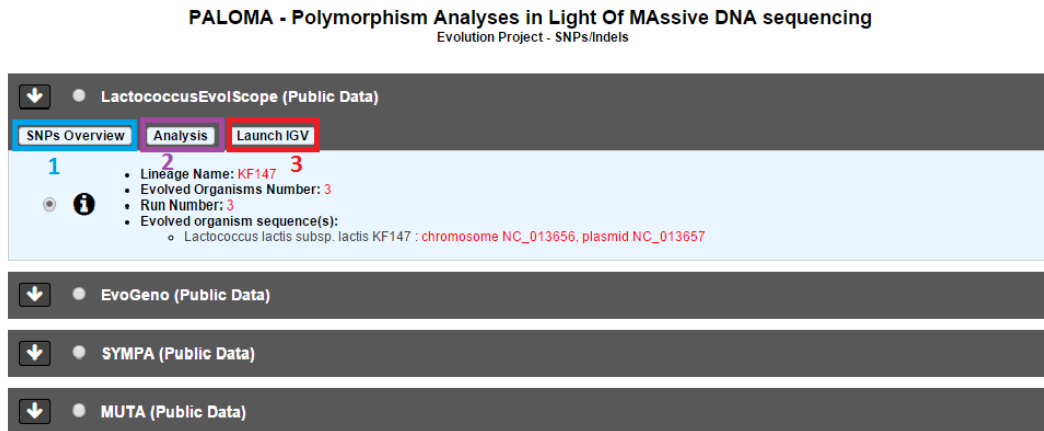 PALOMA - Polymorphism Analyses in Light Of MAssive DNA sequencing
Evolution Project - SNPs/Indels
LactococcusEvolScope (Public Data)
SNPs Overview Analysis Launch IGV
1 2 3
Lineage Name: KF147
Evolved Organisms Number: 3
Run Number: 3
Evolved organism sequence(s):
Lactococcus lactis subsp. lactis KF147 : chromosome NC_013656, plasmid NC_013657
EvoGeno (Public Data)
SYMPA (Public Data)
MUTA (Public Data)